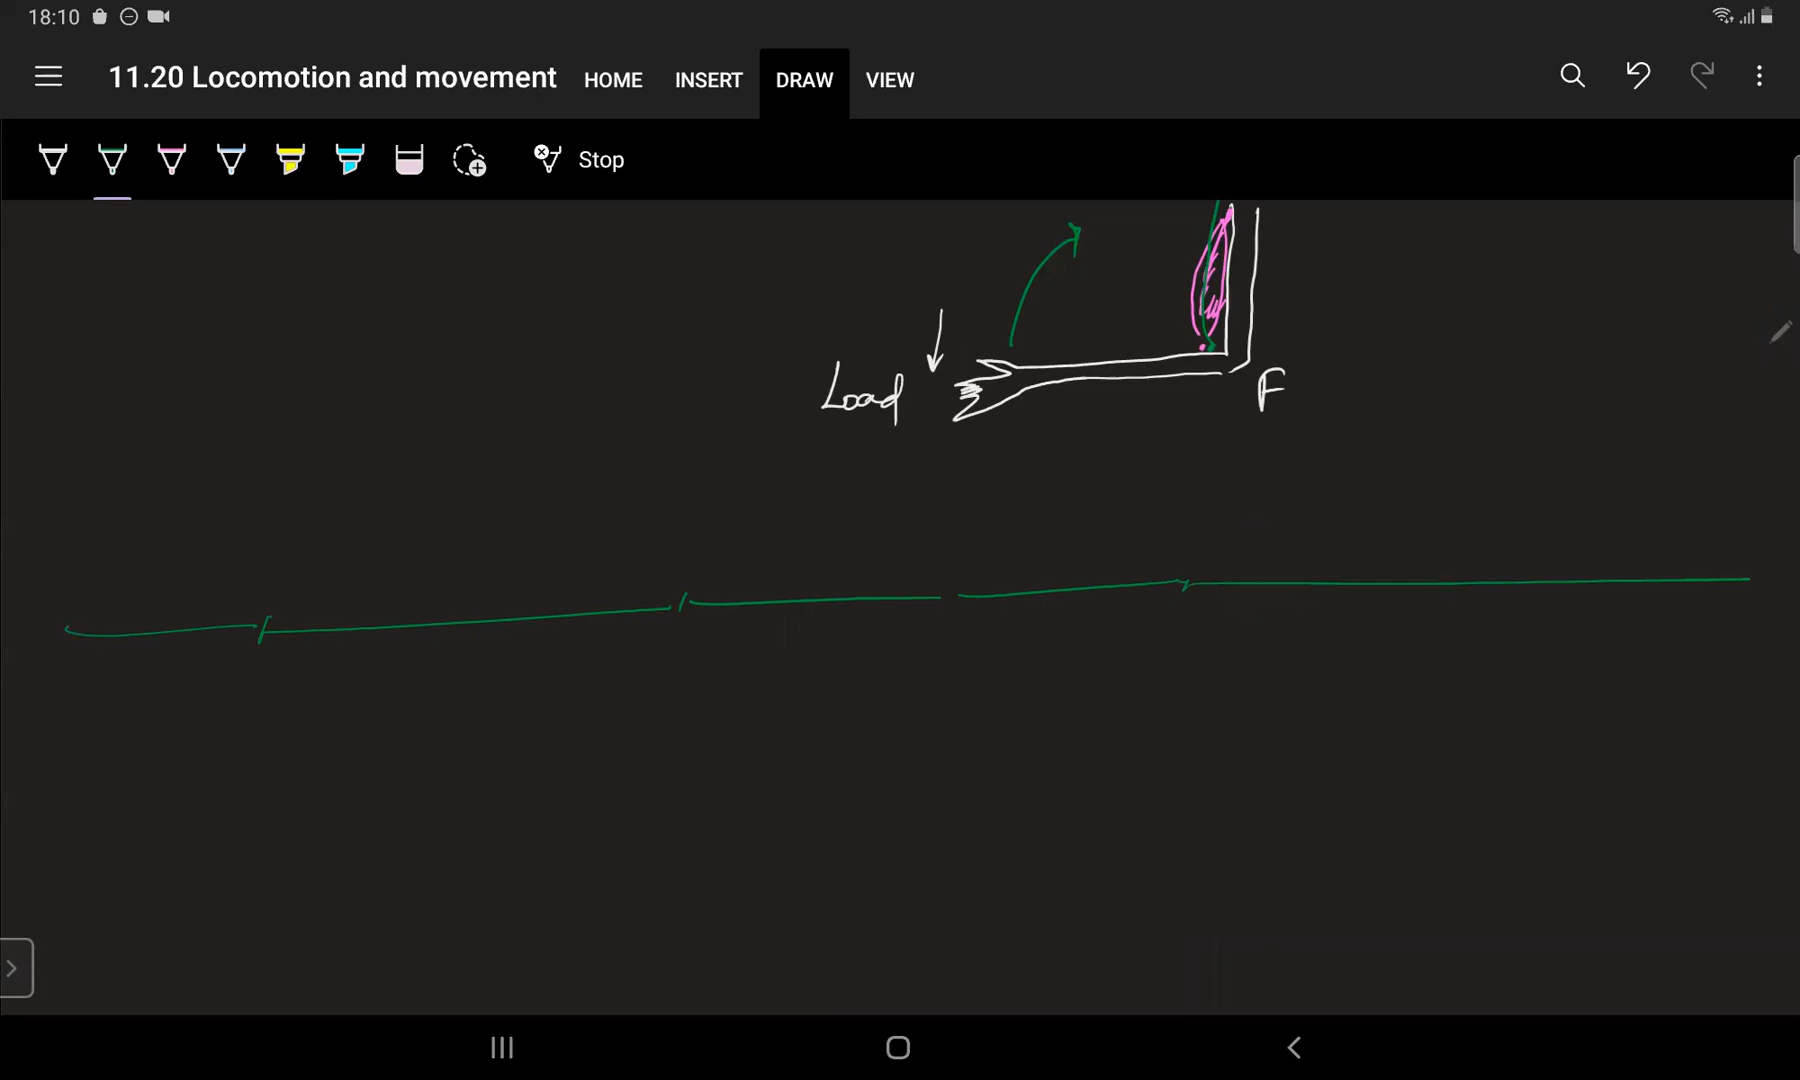 18:10
11.20 Locomotion and movement HOME INSERT DRAW VIEW
Stop
Load
F